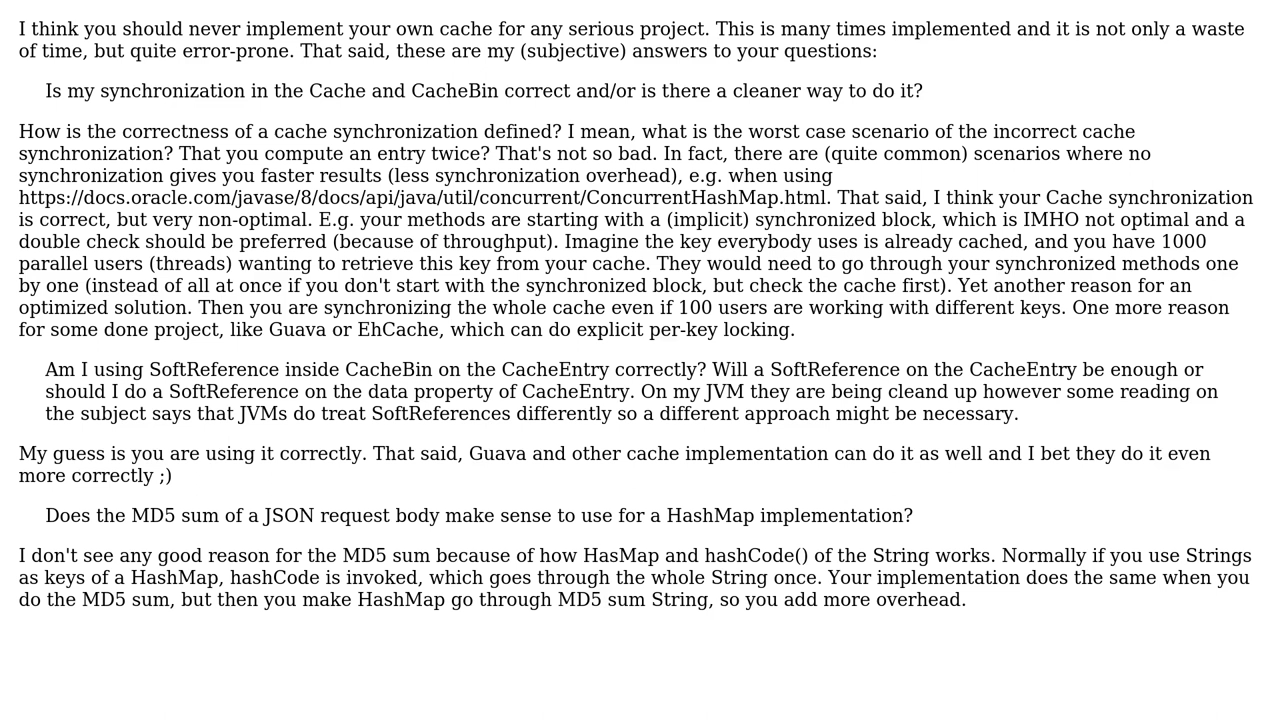 I think you should never implement your own cache for any serious project. This is many times implemented and it is not only a waste
of time, but quite error-prone. That said, these are my (subjective) answers to your questions:
Is my synchronization in the Cache and CacheBin correct and/or is there a cleaner way to do it?
How is the correctness of a cache synchronization defined? I mean, what is the worst case scenario of the incorrect cache
synchronization? That you compute an entry twice? That's not so bad. In fact, there are (quite common) scenarios where no
synchronization gives you faster results (less synchronization overhead), e.g. when using
https://docs.oracle.com/javase/8/docs/api/java/util/concurrent/ConcurrentHashMap.html. That said, I think your Cache synchronization
is correct, but very non-optimal. E.g. your methods are starting with a (implicit) synchronized block, which is IMHO not optimal and a
double check should be preferred (because of throughput). Imagine the key everybody uses is already cached, and you have 1000
parallel users (threads) wanting to retrieve this key from your cache. They would need to go through your synchronized methods one
by one (instead of all at once if you don't start with the synchronized block, but check the cache first). Yet another reason for an
optimized solution. Then you are synchronizing the whole cache even if 100 users are working with different keys. One more reason
for some done project, like Guava or EhCache, which can do explicit per-key locking.
Am I using SoftReference inside CacheBin on the CacheEntry correctly? Will a SoftReference on the CacheEntry be enough or
should I do a SoftReference on the data property of CacheEntry. On my JVM they are being cleand up however some reading on
the subject says that JVMs do treat SoftReferences differently so a different approach might be necessary.
My guess is you are using it correctly. That said, Guava and other cache implementation can do it as well and I bet they do it even
more correctly ;)
Does the MD5 sum of a JSON request body make sense to use for a HashMap implementation?
I don't see any good reason for the MD5 sum because of how HasMap and hashCode() of the String works. Normally if you use Strings
as keys of a HashMap, hashCode is invoked, which goes through the whole String once. Your implementation does the same when you
do the MD5 sum, but then you make HashMap go through MD5 sum String, so you add more overhead.